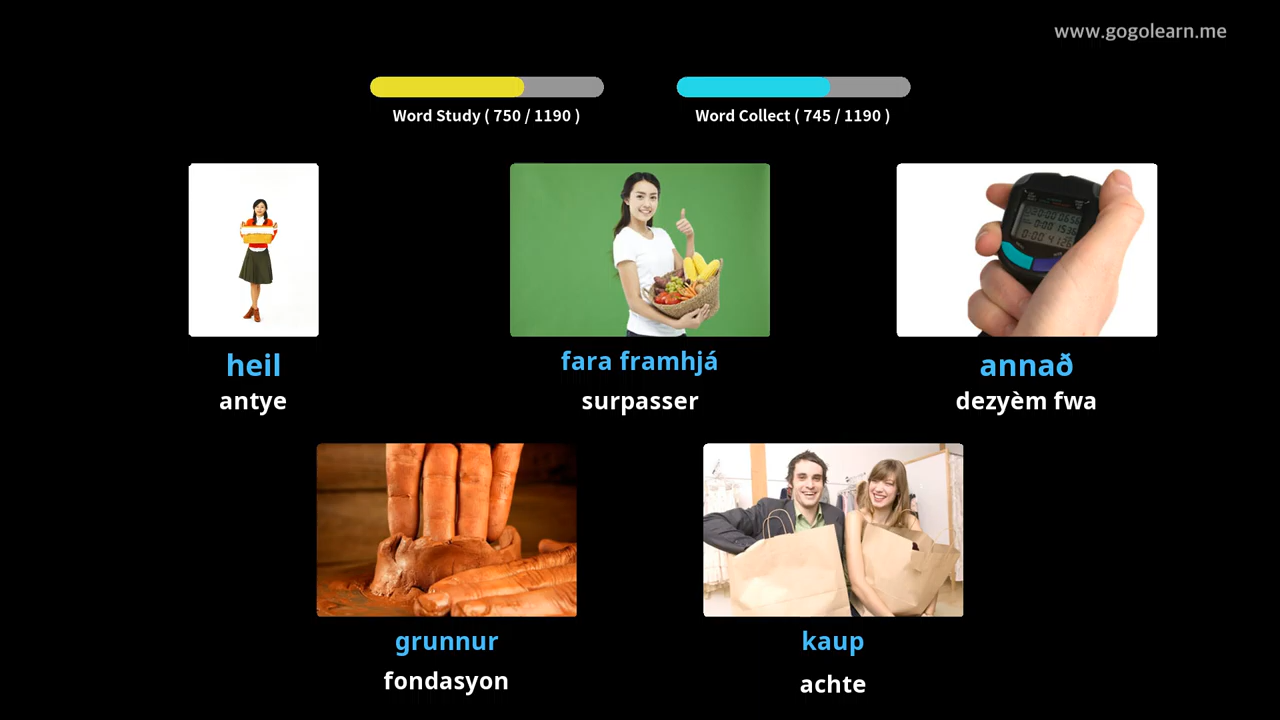 www.gogolearn.me
Word Study ( 750 / 1190 )
Word Collect ( 745 / 1190 )
heil
antye
fara framhjá
surpasser
annað
dezyèm fwa
grunnur
fondasyon
kaup
achte